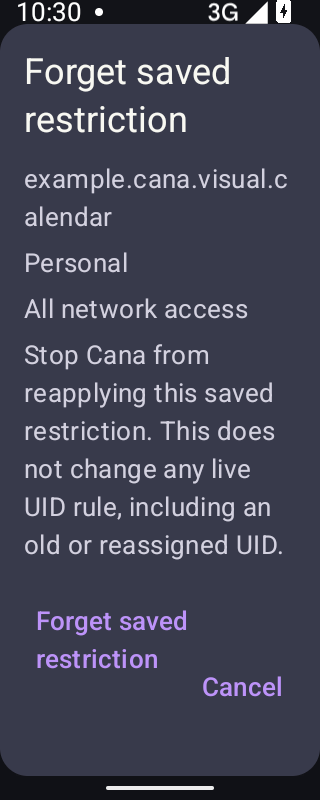 10:30
3G
Forget saved
restriction
example.cana.visual.c
alendar
Personal
All network access
Stop Cana from
reapplying this saved
restriction. This does
not change any live
UID rule, including an
old or reassigned UID.
Forget saved
restriction
Cancel